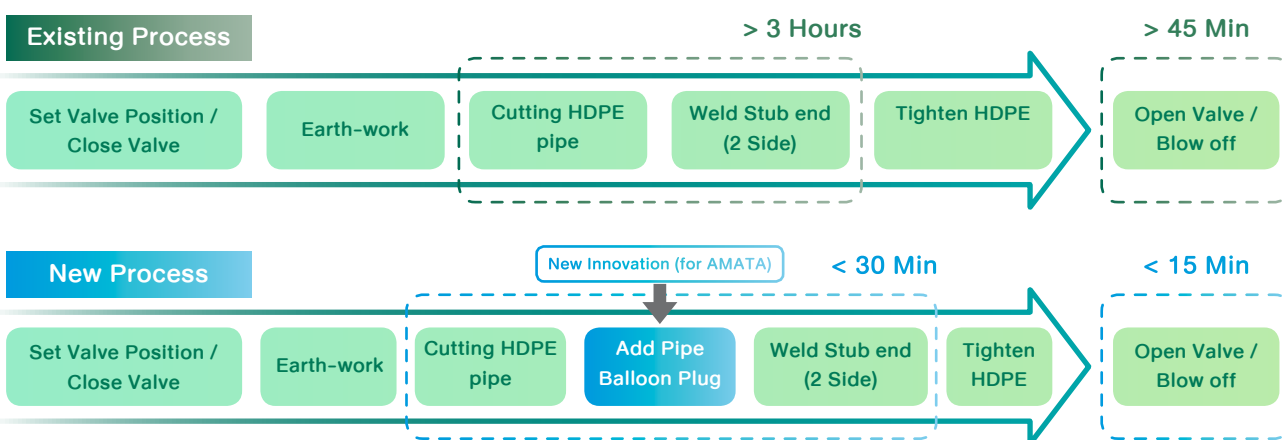 Existing Process
> 3 Hours
> 45 Min
Set Valve Position /
Close Valve
Earth-work
Cutting HDPE
pipe
Weld Stub end
(2 Side)
Tighten HDPE
Open Valve /
Blow off
New Process
New Innovation (for AMATA)
< 30 Min
< 15 Min
Set Valve Position /
Close Valve
Earth-work
Cutting HDPE
pipe
Add Pipe
Balloon Plug
Weld Stub end
(2 Side)
Tighten
HDPE
Open Valve /
Blow off